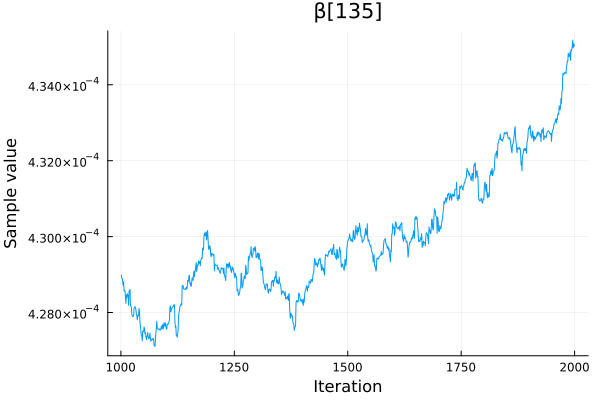 β[135]
Sample value
4.340×10⁻⁴
4.320×10⁻⁴
4.300×10⁻⁴
4.280×10⁻⁴
1000 1250 1500 1750 2000
Iteration